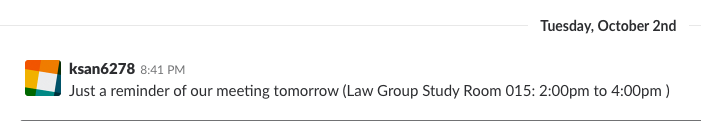 Tuesday, October 2nd
ksan6278 8:41 PM
Just a reminder of our meeting tomorrow (Law Group Study Room 015: 2:00pm to 4:00pm )